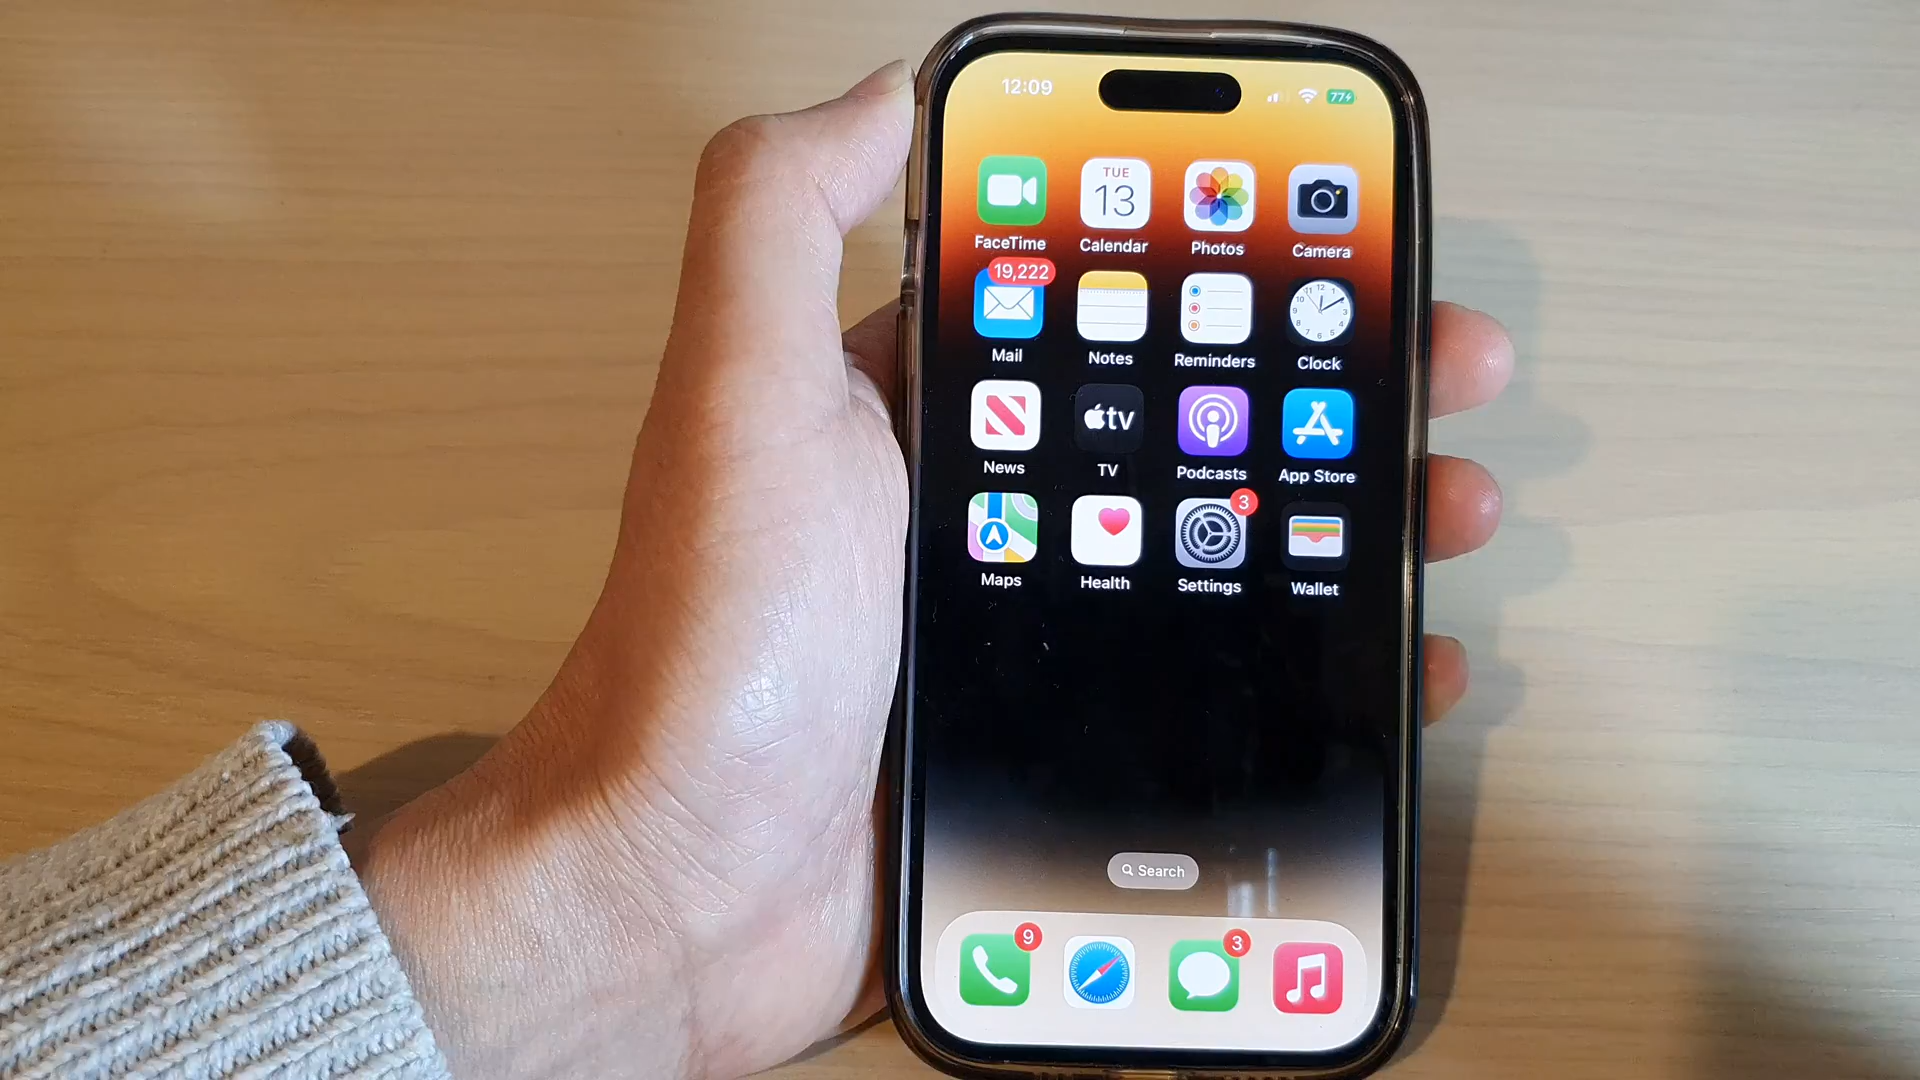 12:09 77
TUE
13
FaceTime Calendar Photos Camera
19,222
Mail Notes Reminders Clock
tv
News TV Podcasts App Store
3
Maps Health Settings Wallet
Search
9 3